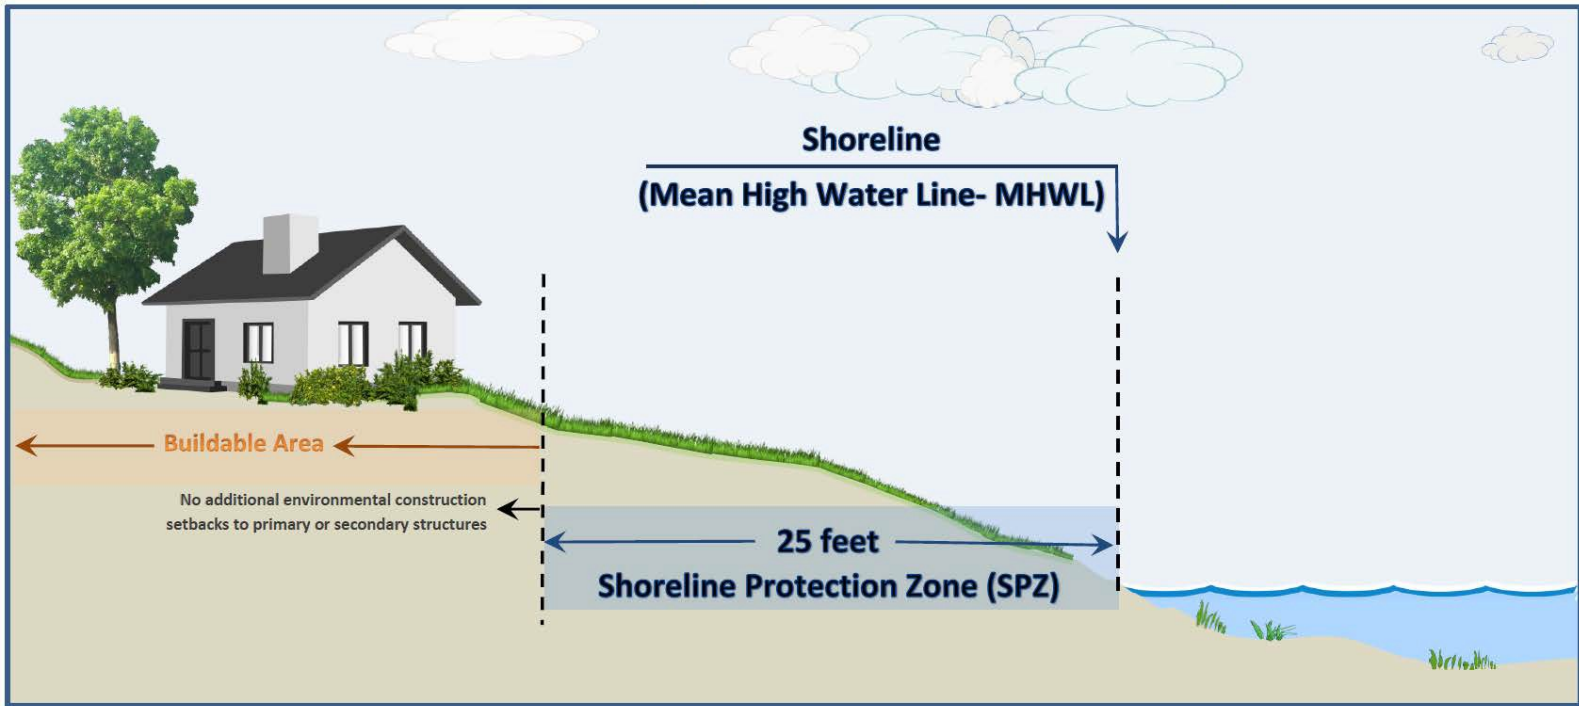 Shoreline
(Mean High Water Line- MHWL)
Buildable Area
No additional environmental construction
setbacks to primary or secondary structures
25 feet
Shoreline Protection Zone (SPZ)